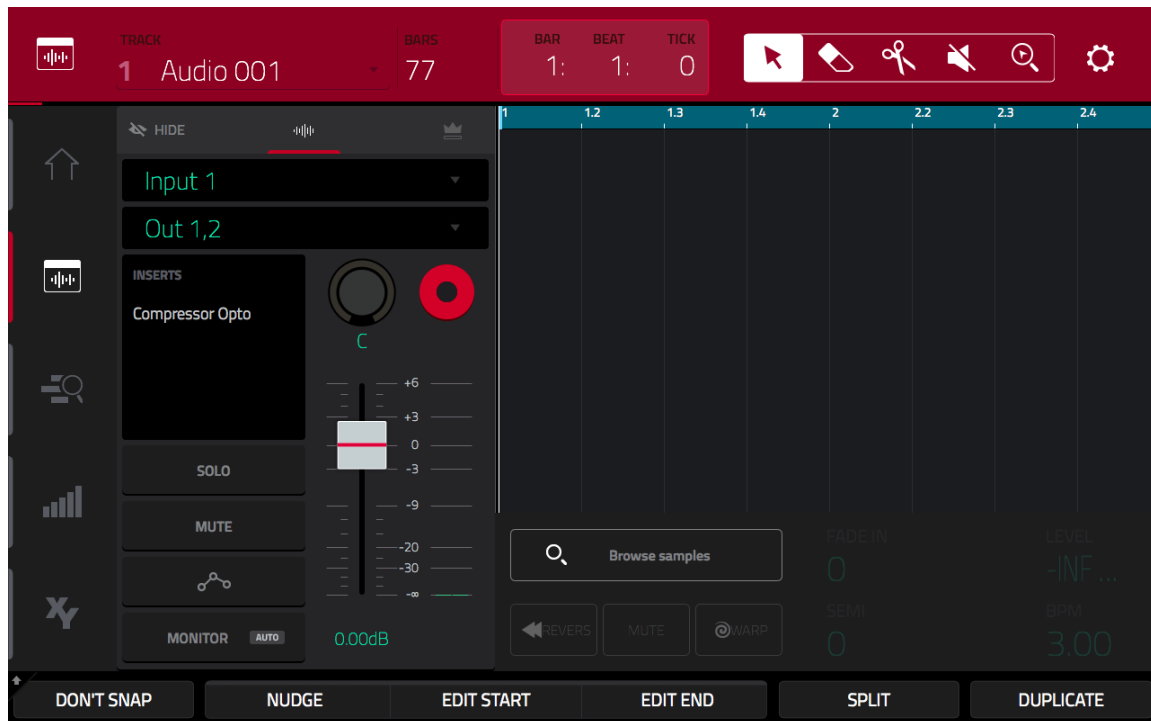 TRACK BARS BAR BEAT TICK
1 Audio 001 77 1: 1: 0
HIDE
1 1.2 1.3 1.4 2 2.2 2.3 2.4
Input 1
Out 1,2
INSERTS
Compressor Opto
C
+6
+3
0
-3
-9
-20
-30
-∞
SOLO
MUTE
MONITOR AUTO
0.00dB
Browse samples
FADE IN LEVEL
0 -INF ...
REVERS MUTE WARP
SEMI BPM
0 3.00
XY
DON'T SNAP NUDGE EDIT START EDIT END SPLIT DUPLICATE